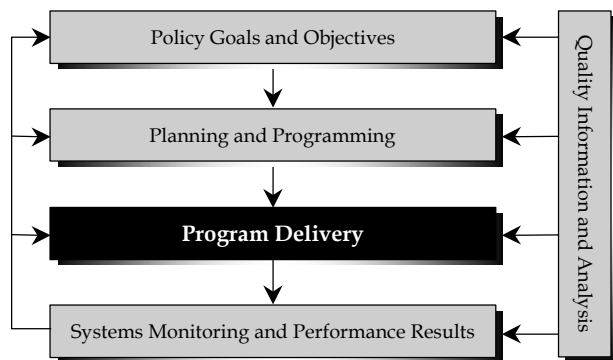 Policy Goals and Objectives
Planning and Programming
Program Delivery
Systems Monitoring and Performance Results
Quality Information and Analysis